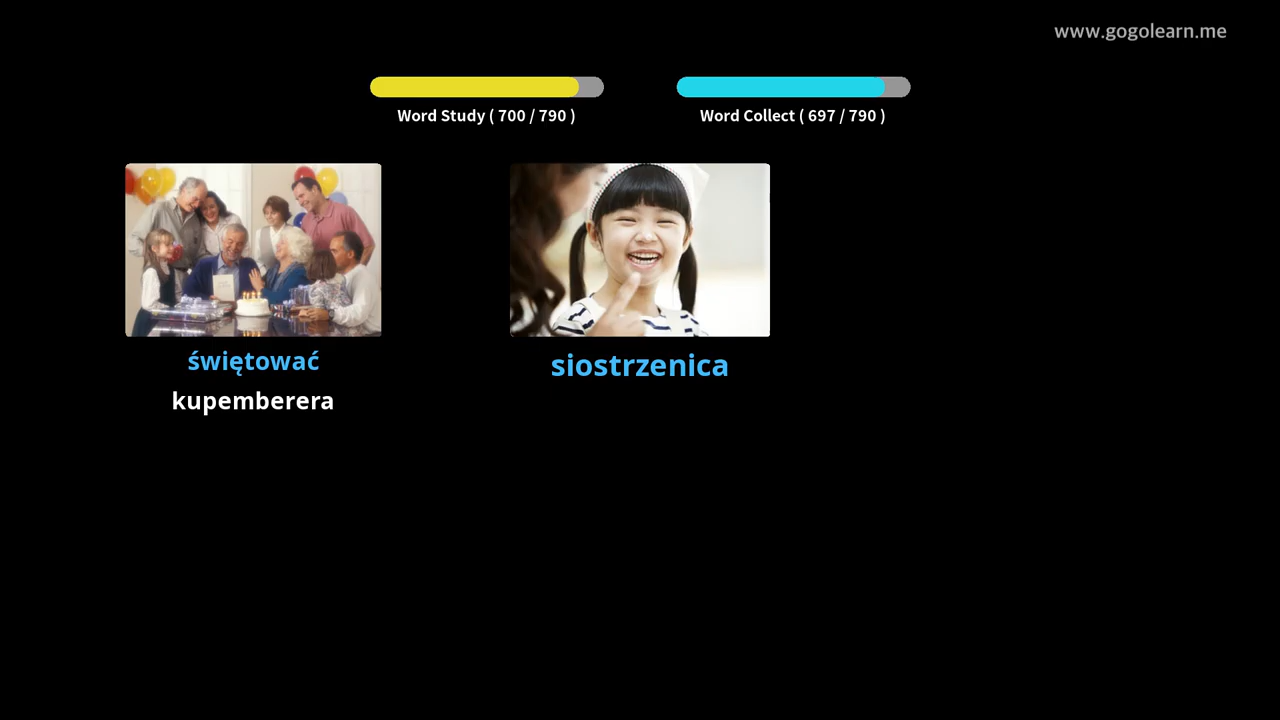 www.gogolearn.me
Word Study ( 700 / 790 )
Word Collect ( 697 / 790 )
świętować
kupemberera
siostrzenica